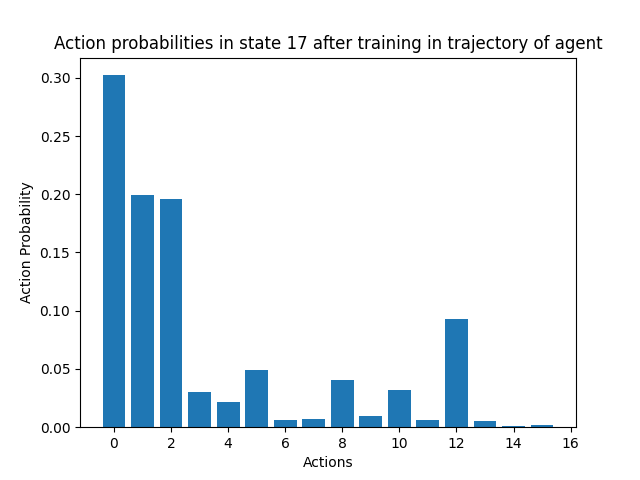 Action probabilities in state 17 after training in trajectory of agent
0.30
0.25
0.20
0.15
0.10
0.05
0.00
Action Probability
0 2 4 6 8 10 12 14 16
Actions